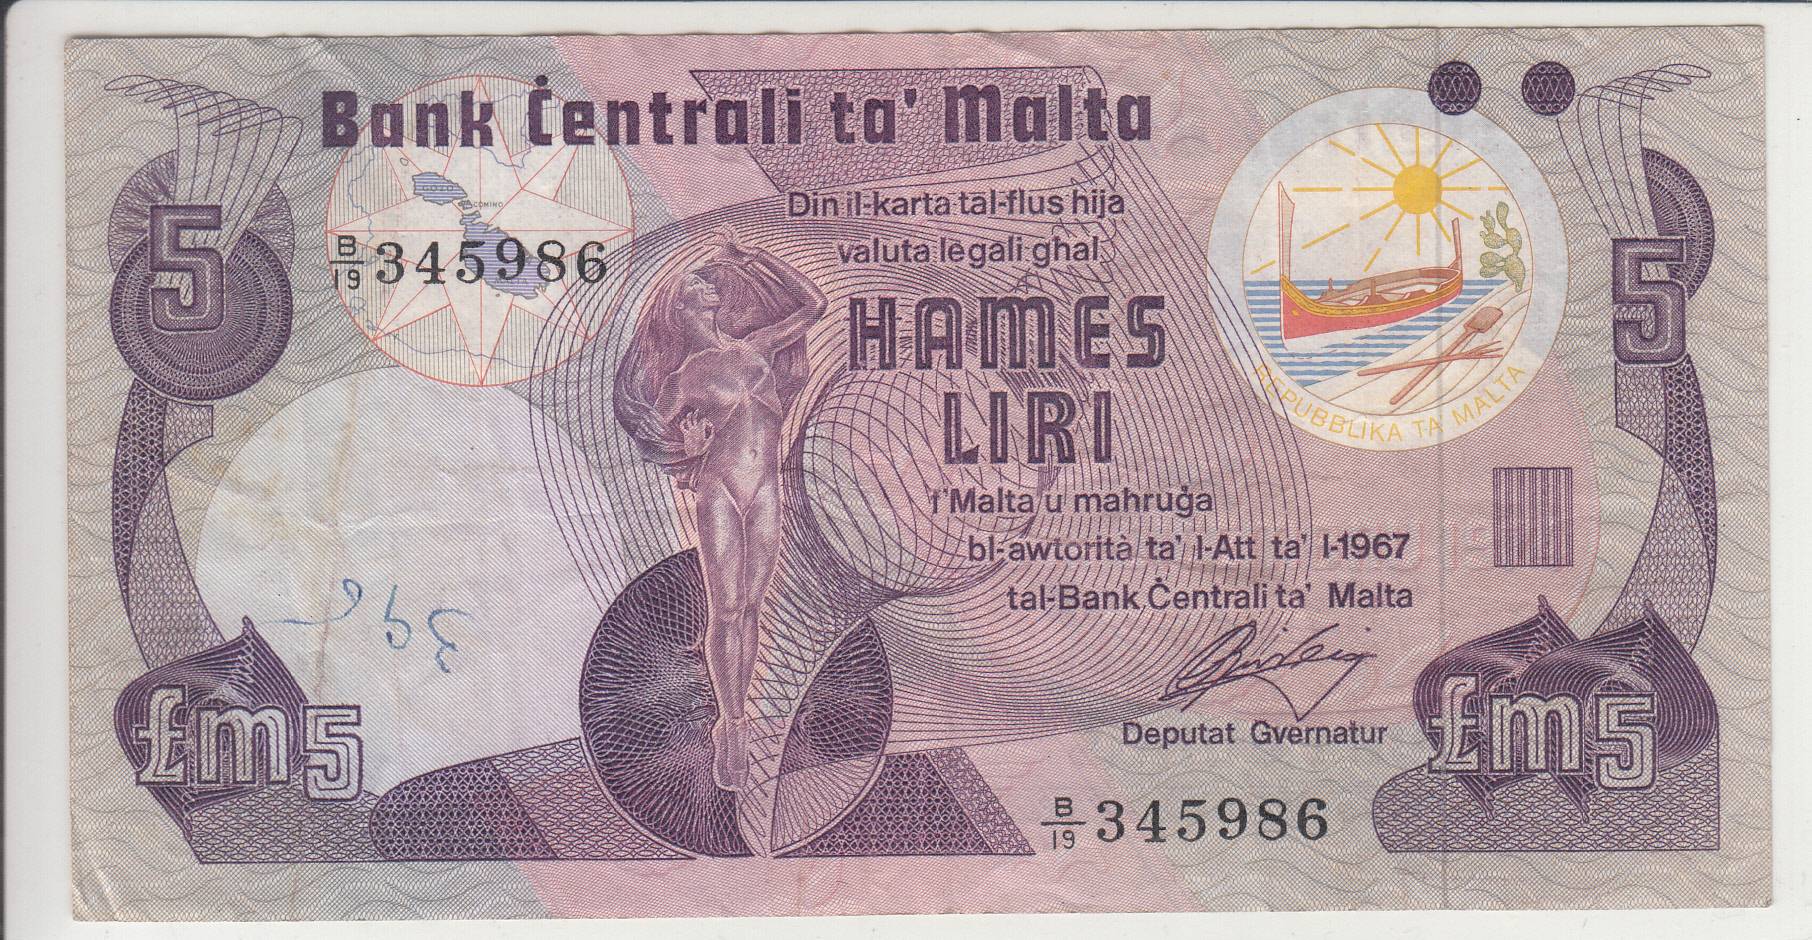 Bank Ċentrali ta' Malta
5
5
GOZO
COMINO
B/19 345986
Din il-karta tal-flus hija
valuta legali għal
ĦAMES
LIRI
f'Malta u maħruġa
bl-awtorità ta' l-Att ta' l-1967
tal-Bank Ċentrali ta' Malta
REPUBBLIKA TA MALTA
Deputat Gvernatur
£m5
£m5
B/19 345986